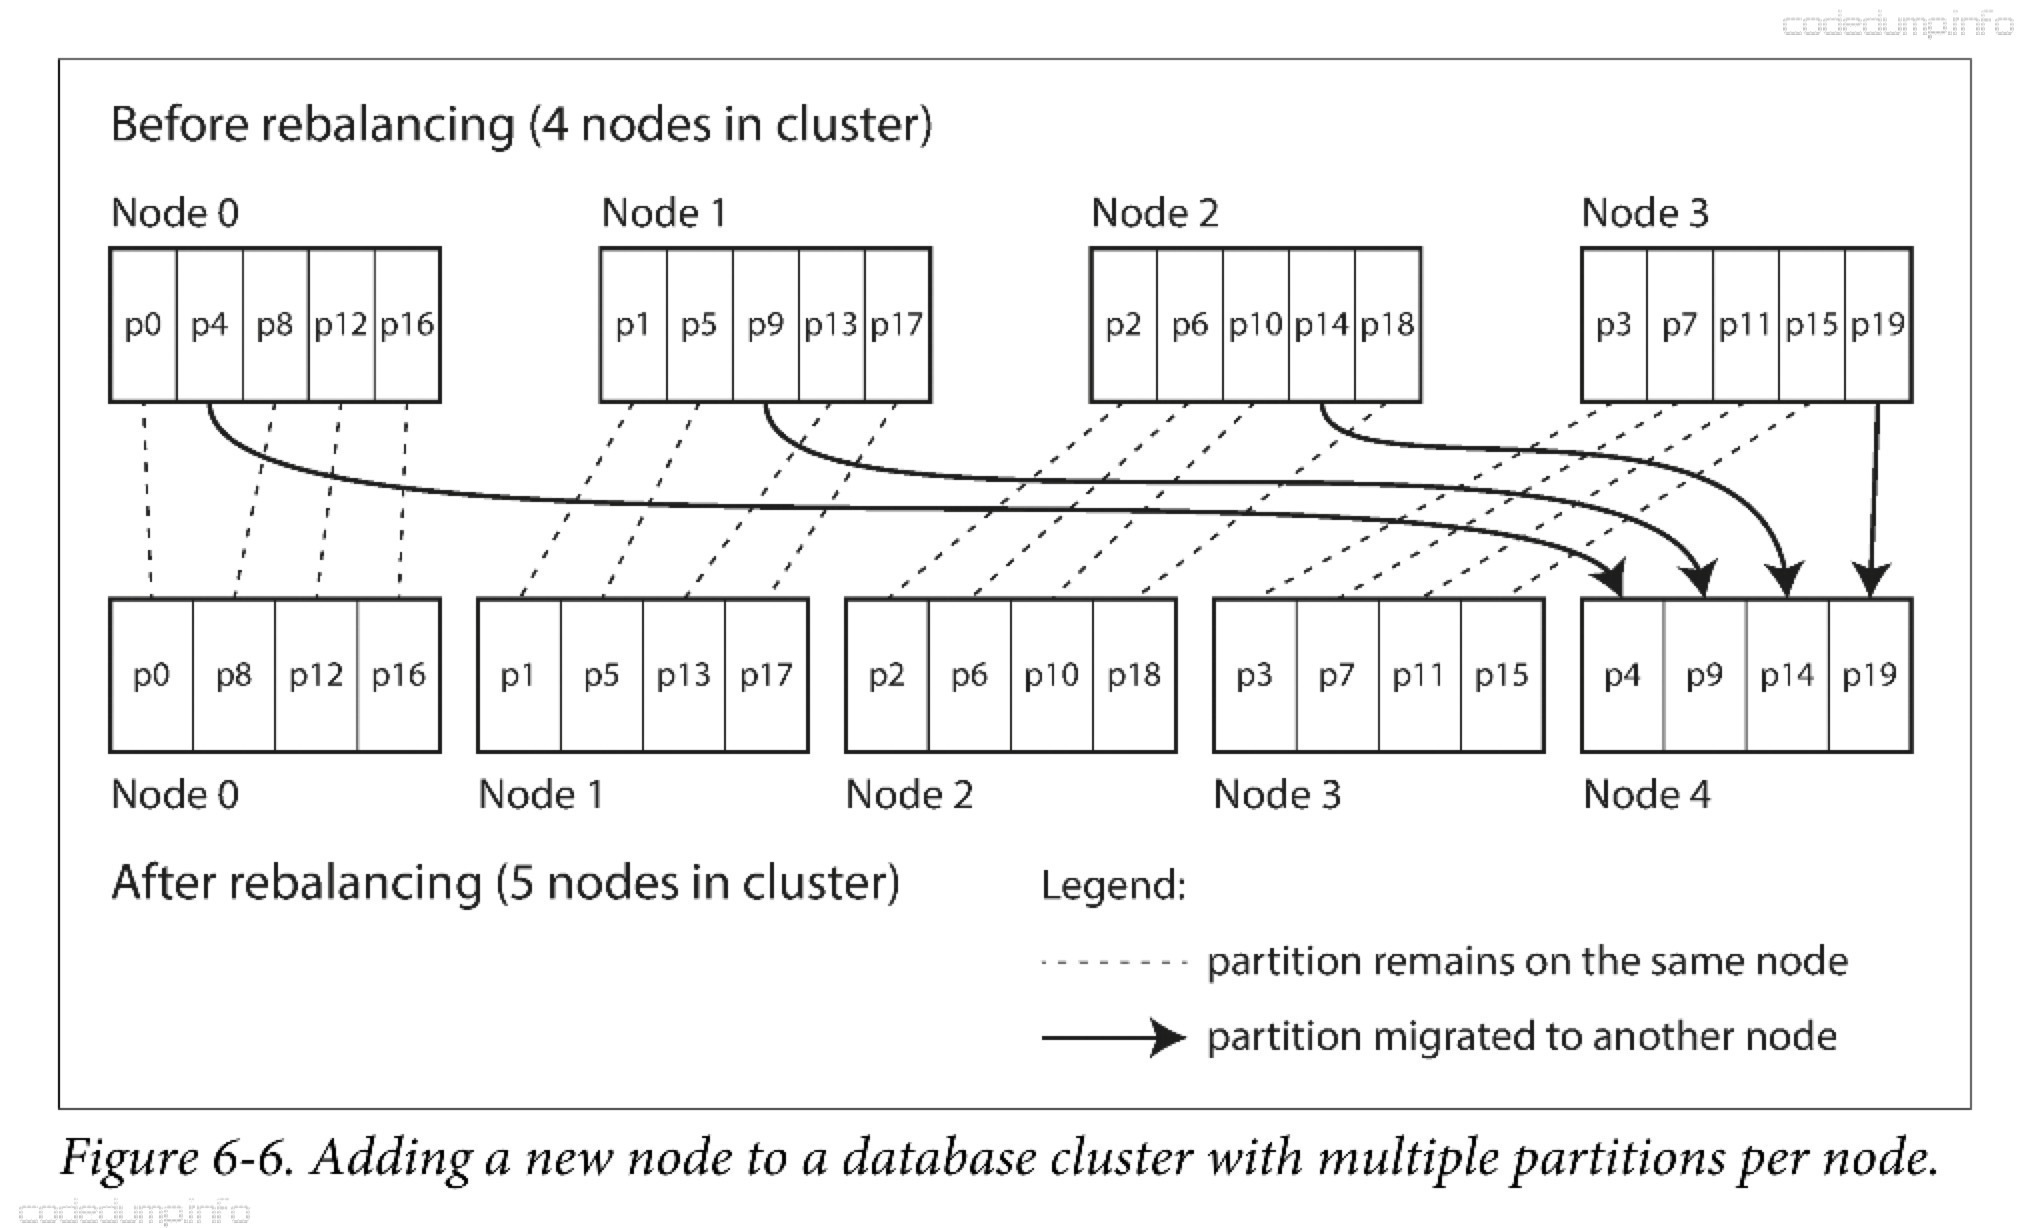 codedumpinfo
Before rebalancing (4 nodes in cluster)
Node 0 Node 1 Node 2 Node 3
p0 p4 p8 p12 p16 p1 p5 p9 p13 p17 p2 p6 p10 p14 p18 p3 p7 p11 p15 p19
p0 p8 p12 p16 p1 p5 p13 p17 p2 p6 p10 p18 p3 p7 p11 p15 p4 p9 p14 p19
Node 0 Node 1 Node 2 Node 3 Node 4
After rebalancing (5 nodes in cluster)
Legend:
partition remains on the same node
partition migrated to another node
Figure 6-6. Adding a new node to a database cluster with multiple partitions per node.
codedumpinfo